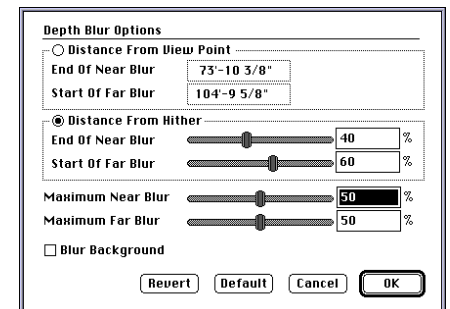 Depth Blur Options
Distance From View Point
End Of Near Blur 73'-10 3/8"
Start Of Far Blur 104'-9 5/8"
Distance From Hither
End Of Near Blur 40 %
Start Of Far Blur 60 %
Maximum Near Blur 50 %
Maximum Far Blur 50 %
Blur Background
Revert Default Cancel OK